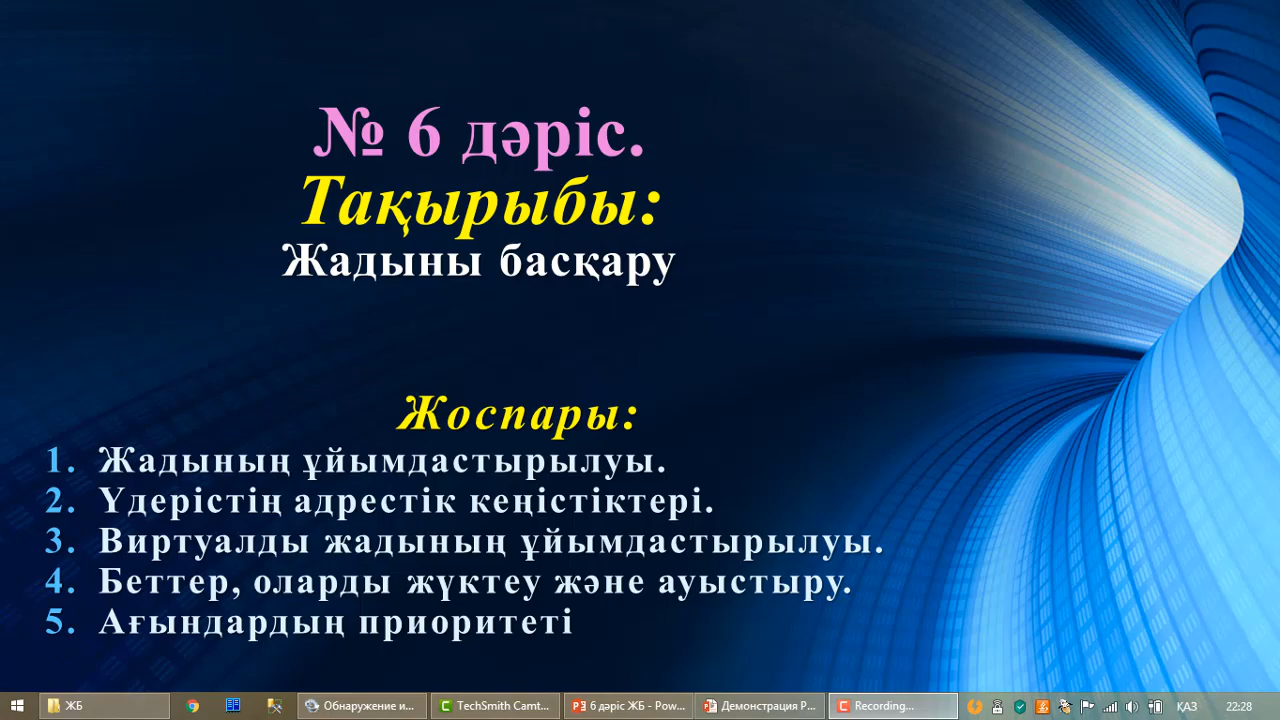 № 6 дәріс.
Тақырыбы:
Жадыны басқару
Жоспары:
1. Жадының ұйымдастырылуы.
2. Үдерістің адрестік кеңістіктері.
3. Виртуалды жадының ұйымдастырылуы.
4. Беттер, оларды жүктеу және ауыстыру.
5. Ағындардың приоритеті
ЖБ Обнаружение и... TechSmith Camt... 6 дәріс ЖБ - Pow... Демонстрация P... Recording... ҚАЗ 22:28